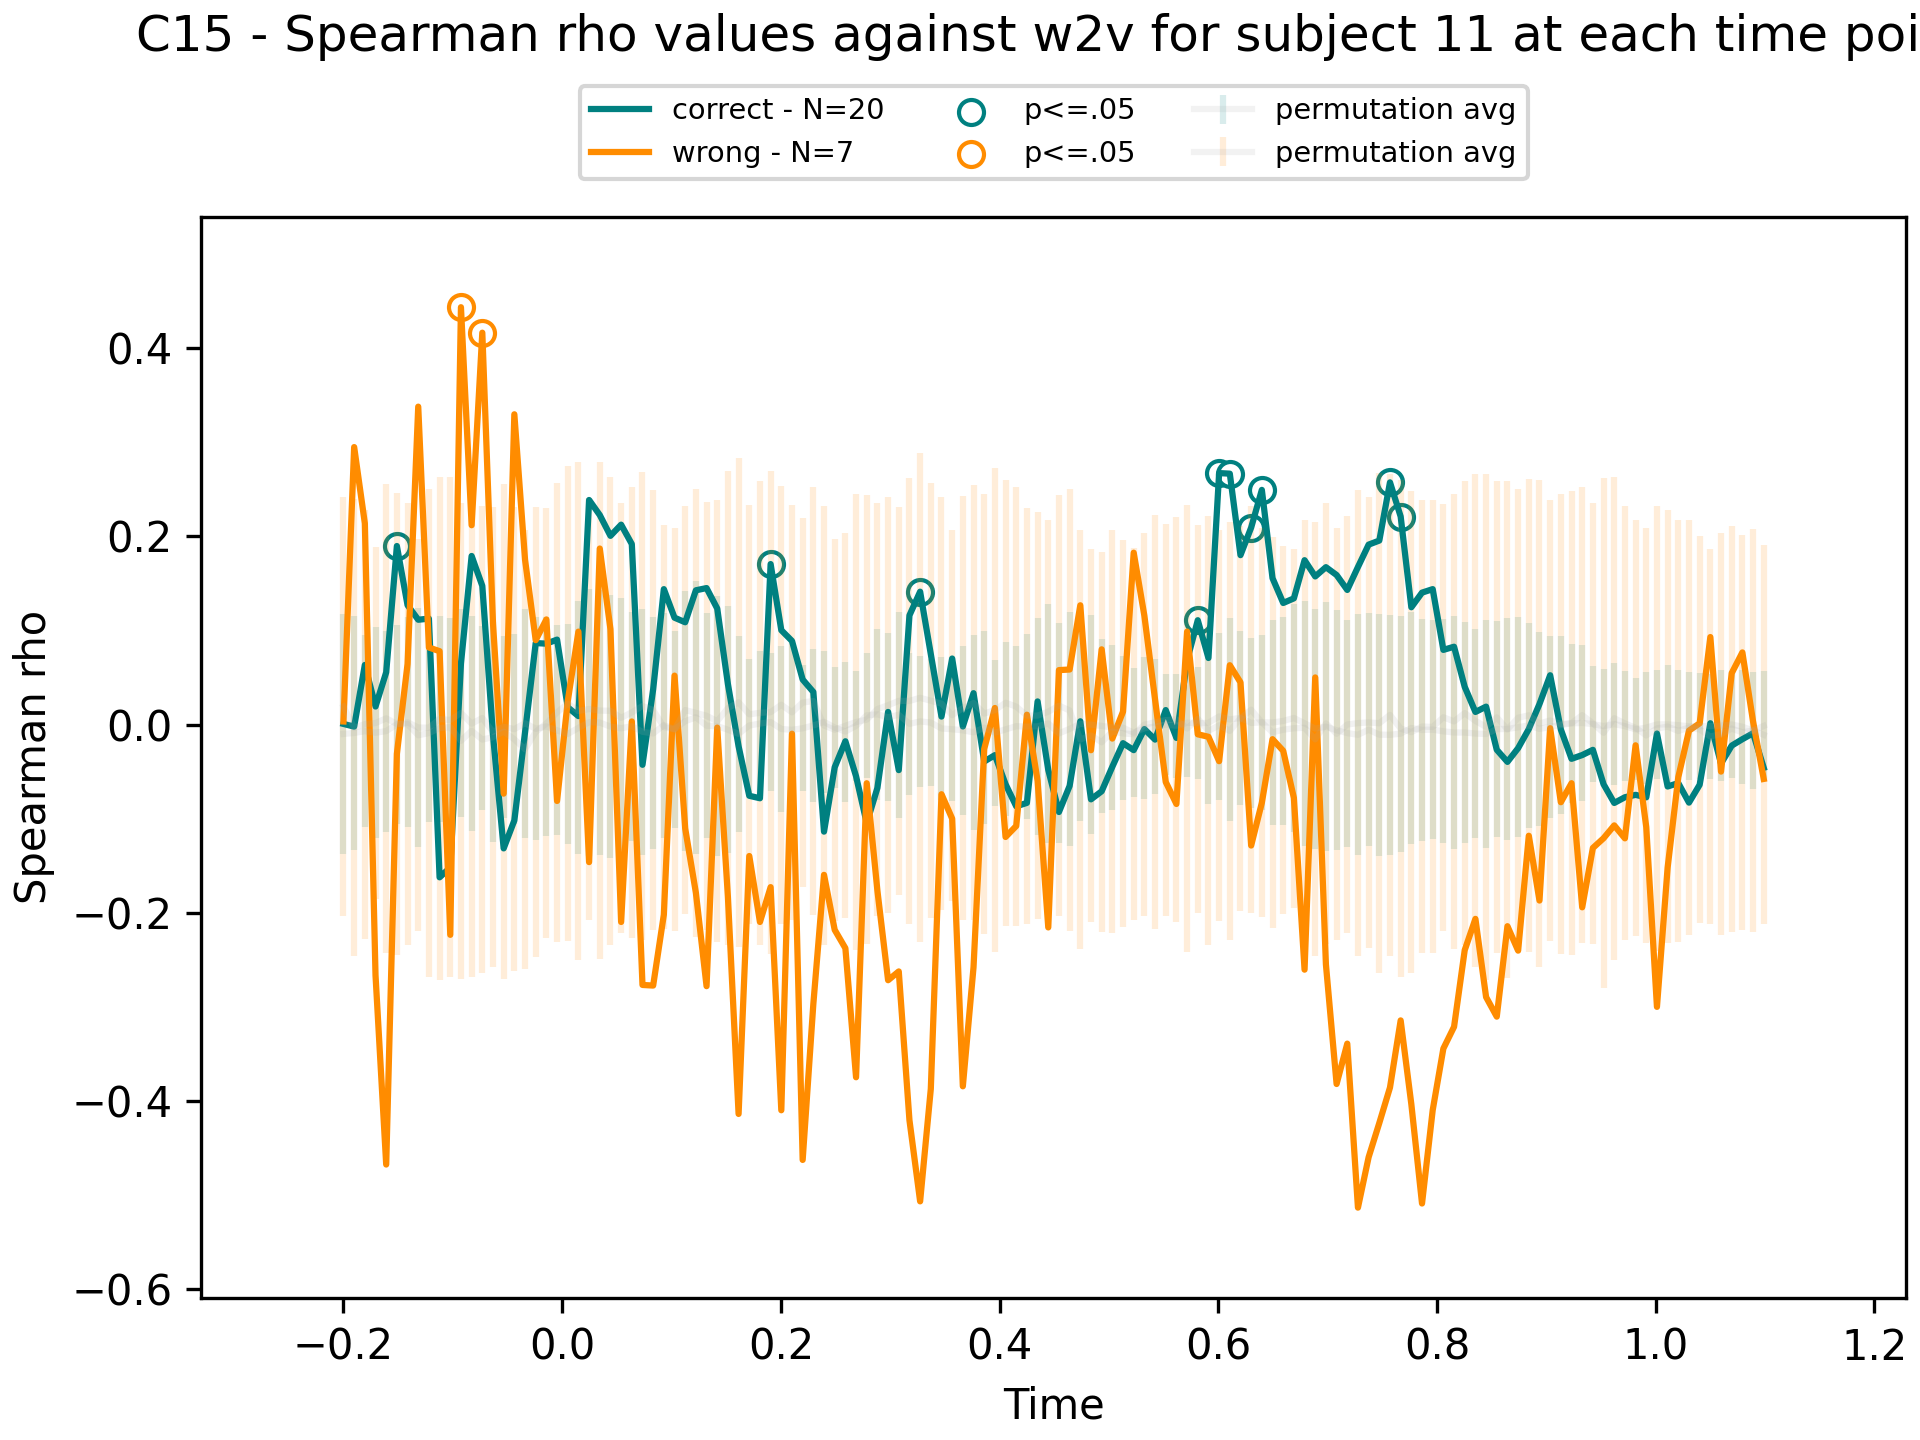 C15 - Spearman rho values against w2v for subject 11 at each time poi
correct - N=20
wrong - N=7
p<=.05
p<=.05
permutation avg
permutation avg
Spearman rho
0.4
0.2
0.0
−0.2
−0.4
−0.6
−0.2 0.0 0.2 0.4 0.6 0.8 1.0 1.2
Time